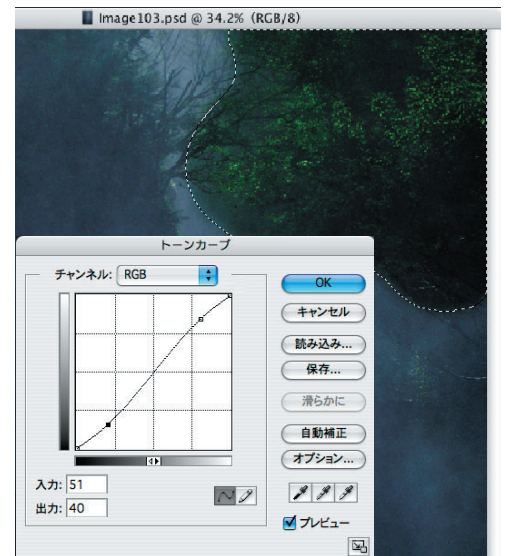 Image103.psd @ 34.2% (RGB/8)
トーンカーブ
チャンネル: RGB
OK
キャンセル
読み込み...
保存...
滑らかに
自動補正
オプション...
入力: 51
出力: 40
プレビュー